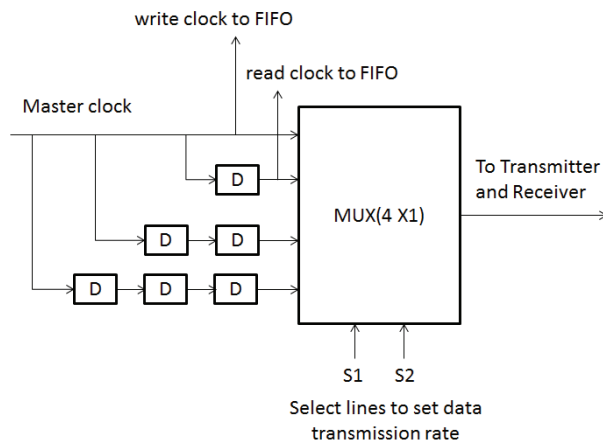 write clock to FIFO
read clock to FIFO
Master clock
D
To Transmitter
and Receiver
MUX(4 X1)
D D
D D D
S1 S2
Select lines to set data
transmission rate